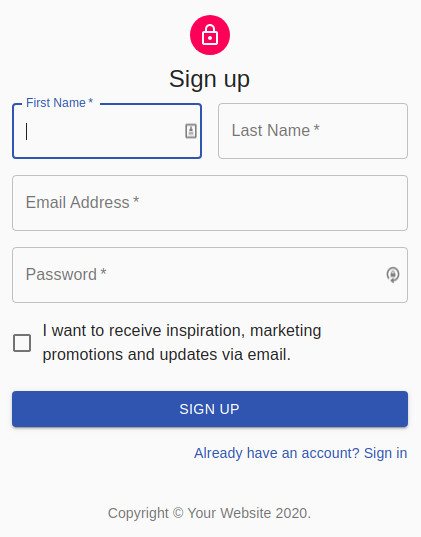 Sign up
First Name *
Last Name *
Email Address *
Password *
I want to receive inspiration, marketing
promotions and updates via email.
SIGN UP
Already have an account? Sign in
Copyright © Your Website 2020.